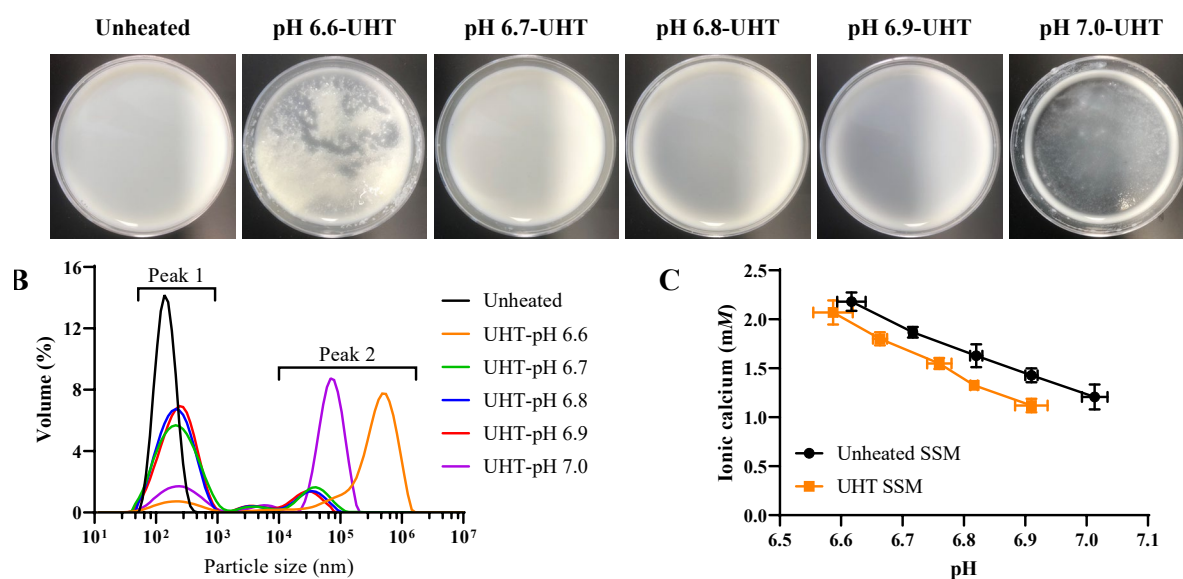 Unheated pH 6.6-UHT pH 6.7-UHT pH 6.8-UHT pH 6.9-UHT pH 7.0-UHT
B
16
12
8
4
0
Volume (%)
Peak 1
Peak 2
10¹ 10² 10³ 10⁴ 10⁵ 10⁶ 10⁷
Particle size (nm)
Unheated
UHT-pH 6.6
UHT-pH 6.7
UHT-pH 6.8
UHT-pH 6.9
UHT-pH 7.0
C
2.5
2.0
1.5
1.0
0.5
0.0
Ionic calcium (mM)
Unheated SSM
UHT SSM
6.5 6.6 6.7 6.8 6.9 7.0 7.1
pH